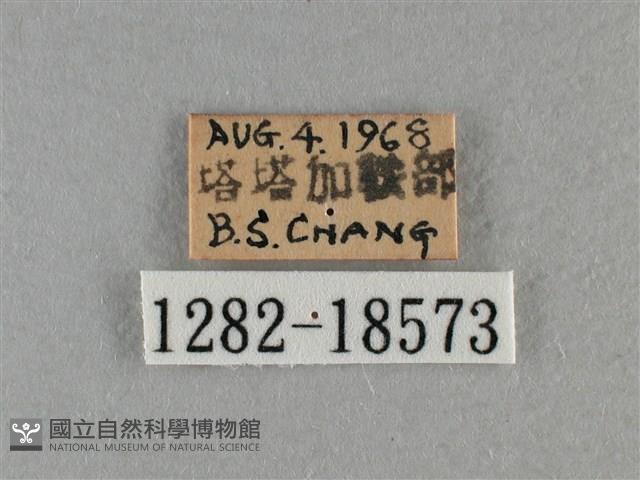 AUG. 4. 1968
塔塔加鞍部
B.S. CHANG
1282-18573
國立自然科學博物館
NATIONAL MUSEUM OF NATURAL SCIENCE